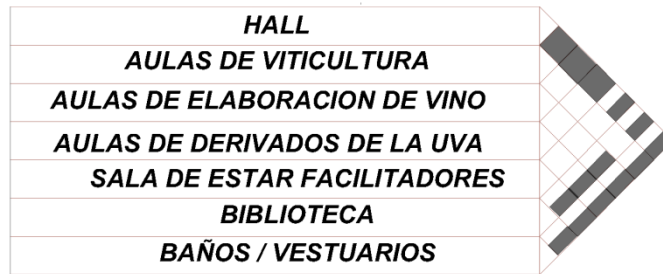 HALL
AULAS DE VITICULTURA
AULAS DE ELABORACION DE VINO
AULAS DE DERIVADOS DE LA UVA
SALA DE ESTAR FACILITADORES
BIBLIOTECA
BAÑOS / VESTUARIOS